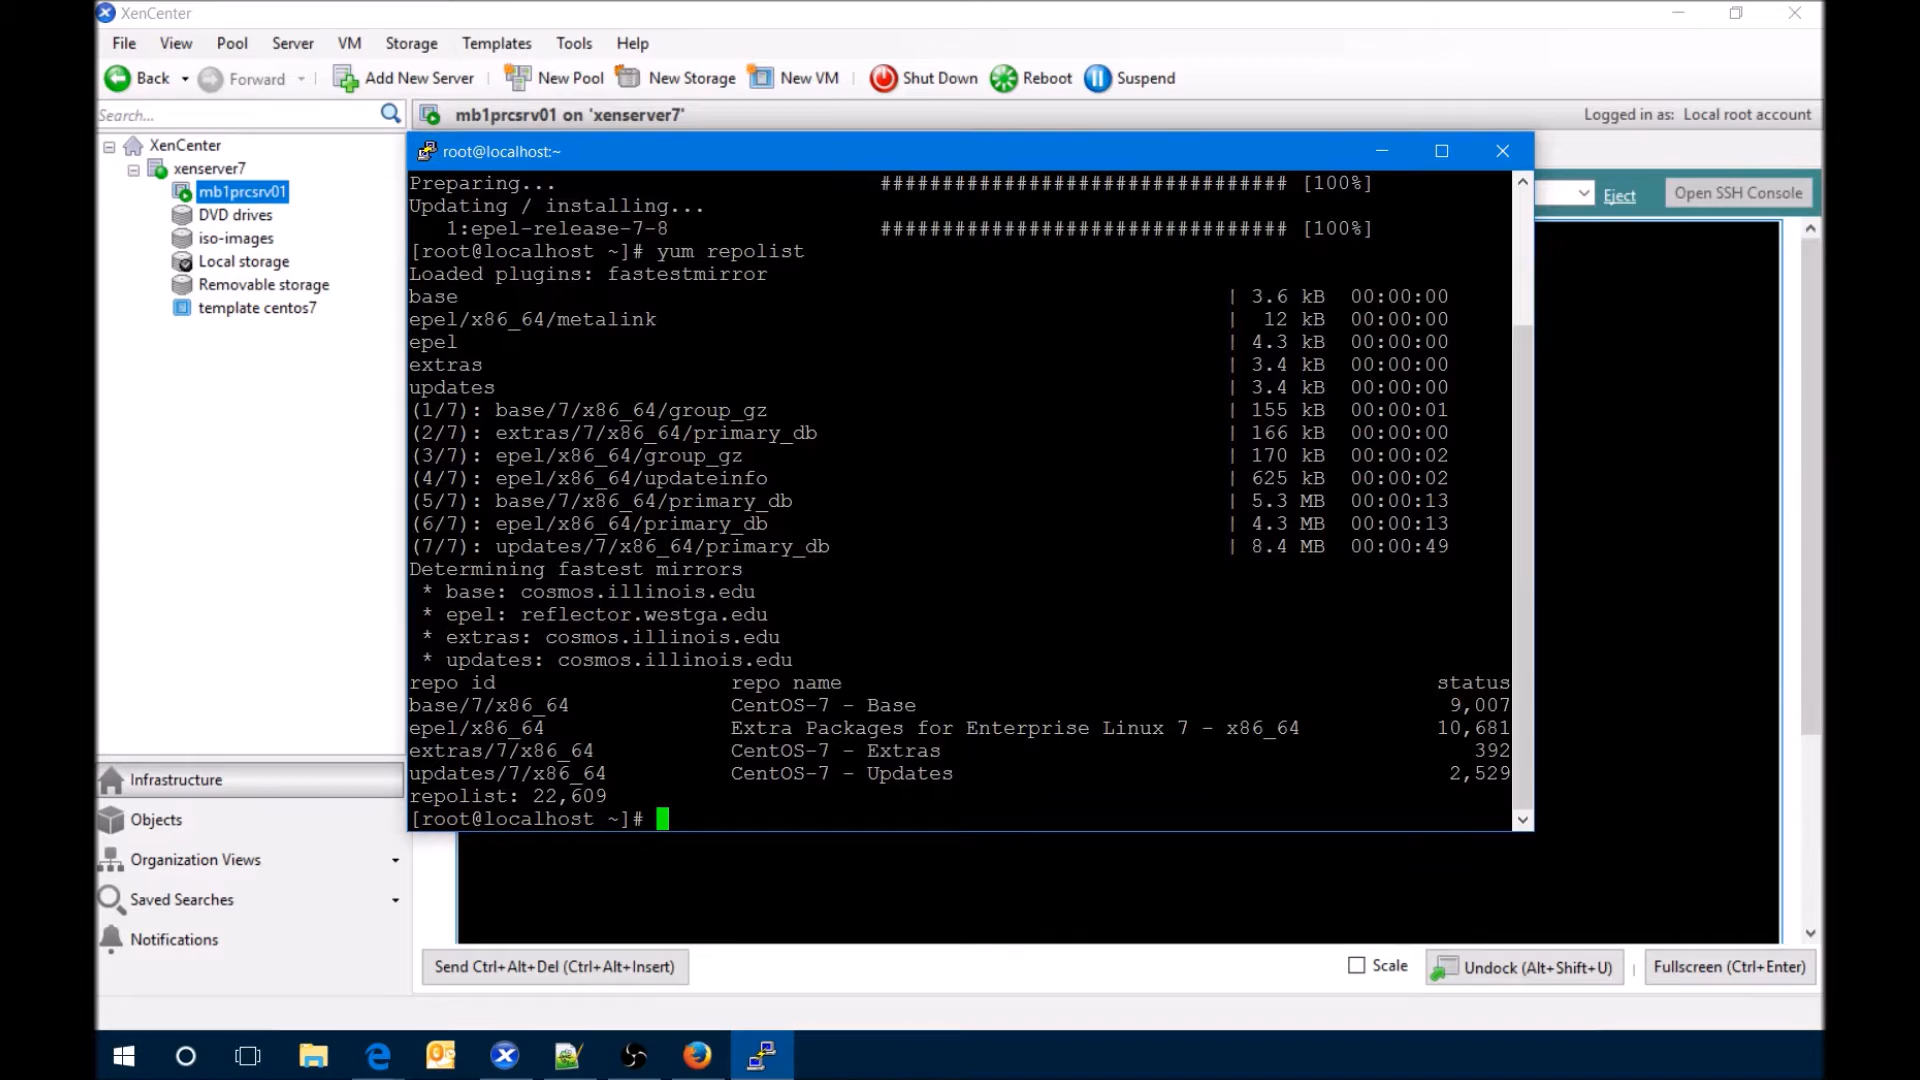 XenCenter
File View Pool Server VM Storage Templates Tools Help
Back Forward Add New Server New Pool New Storage New VM Shut Down Reboot Suspend
Search...
mb1prcsrv01 on 'xenserver7'
Logged in as: Local root account
XenCenter
xenserver7
mb1prcsrv01
DVD drives
iso-images
Local storage
Removable storage
template centos7
Eject
Open SSH Console
root@localhost:~
Preparing... ################################# [100%]
Updating / installing...
1:epel-release-7-8 ################################# [100%]
[root@localhost ~]# yum repolist
Loaded plugins: fastestmirror
base | 3.6 kB 00:00:00
epel/x86_64/metalink | 12 kB 00:00:00
epel | 4.3 kB 00:00:00
extras | 3.4 kB 00:00:00
updates | 3.4 kB 00:00:00
(1/7): base/7/x86_64/group_gz | 155 kB 00:00:01
(2/7): extras/7/x86_64/primary_db | 166 kB 00:00:00
(3/7): epel/x86_64/group_gz | 170 kB 00:00:02
(4/7): epel/x86_64/updateinfo | 625 kB 00:00:02
(5/7): base/7/x86_64/primary_db | 5.3 MB 00:00:13
(6/7): epel/x86_64/primary_db | 4.3 MB 00:00:13
(7/7): updates/7/x86_64/primary_db | 8.4 MB 00:00:49
Determining fastest mirrors
* base: cosmos.illinois.edu
* epel: reflector.westga.edu
* extras: cosmos.illinois.edu
* updates: cosmos.illinois.edu
repo id repo name status
base/7/x86_64 CentOS-7 - Base 9,007
epel/x86_64 Extra Packages for Enterprise Linux 7 - x86_64 10,681
extras/7/x86_64 CentOS-7 - Extras 392
updates/7/x86_64 CentOS-7 - Updates 2,529
repolist: 22,609
[root@localhost ~]#
Infrastructure
Objects
Organization Views
Saved Searches
Notifications
Send Ctrl+Alt+Del (Ctrl+Alt+Insert)
Scale
Undock (Alt+Shift+U)
Fullscreen (Ctrl+Enter)